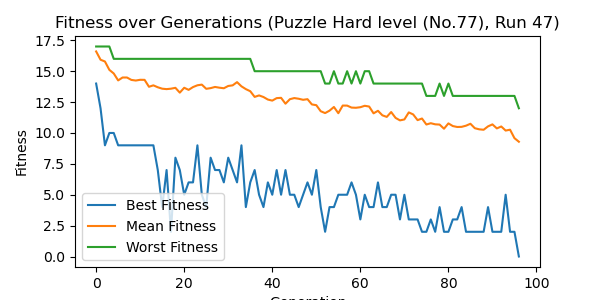 Fitness over Generations (Puzzle Hard level (No.77), Run 47)
17.5
15.0
12.5
10.0
7.5
5.0
2.5
0.0
Fitness
Best Fitness
Mean Fitness
Worst Fitness
0 20 40 60 80 100
Generation